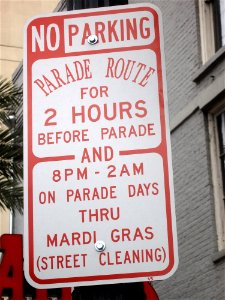 NO PARKING
PARADE ROUTE
FOR
2 HOURS
BEFORE PARADE
AND
8PM - 2AM
ON PARADE DAYS
THRU
MARDI GRAS
(STREET CLEANING)